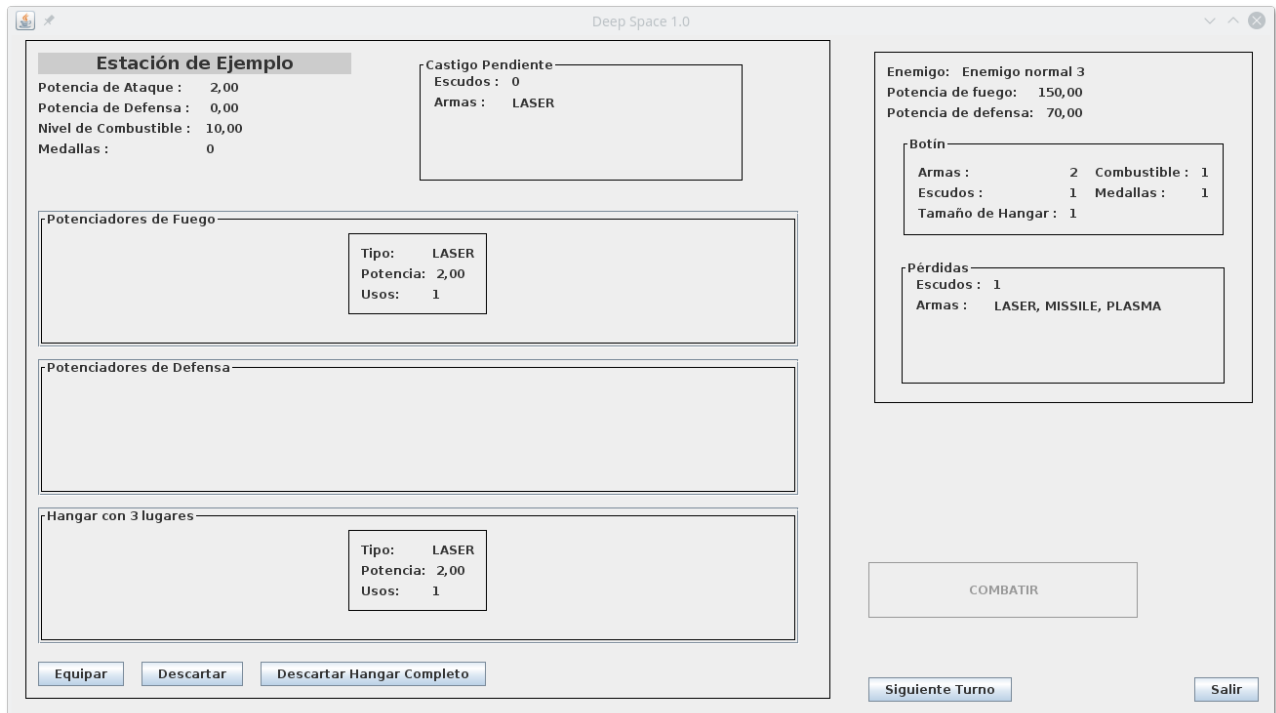 Deep Space 1.0
Estación de Ejemplo
Potencia de Ataque : 2,00
Potencia de Defensa : 0,00
Nivel de Combustible : 10,00
Medallas : 0
Castigo Pendiente
Escudos : 0
Armas : LASER
Potenciadores de Fuego
Tipo: LASER
Potencia: 2,00
Usos: 1
Potenciadores de Defensa
Hangar con 3 lugares
Tipo: LASER
Potencia: 2,00
Usos: 1
Equipar Descartar Descartar Hangar Completo
Enemigo: Enemigo normal 3
Potencia de fuego: 150,00
Potencia de defensa: 70,00
Botín
Armas : 2 Combustible : 1
Escudos : 1 Medallas : 1
Tamaño de Hangar : 1
Pérdidas
Escudos : 1
Armas : LASER, MISSILE, PLASMA
COMBATIR
Siguiente Turno Salir